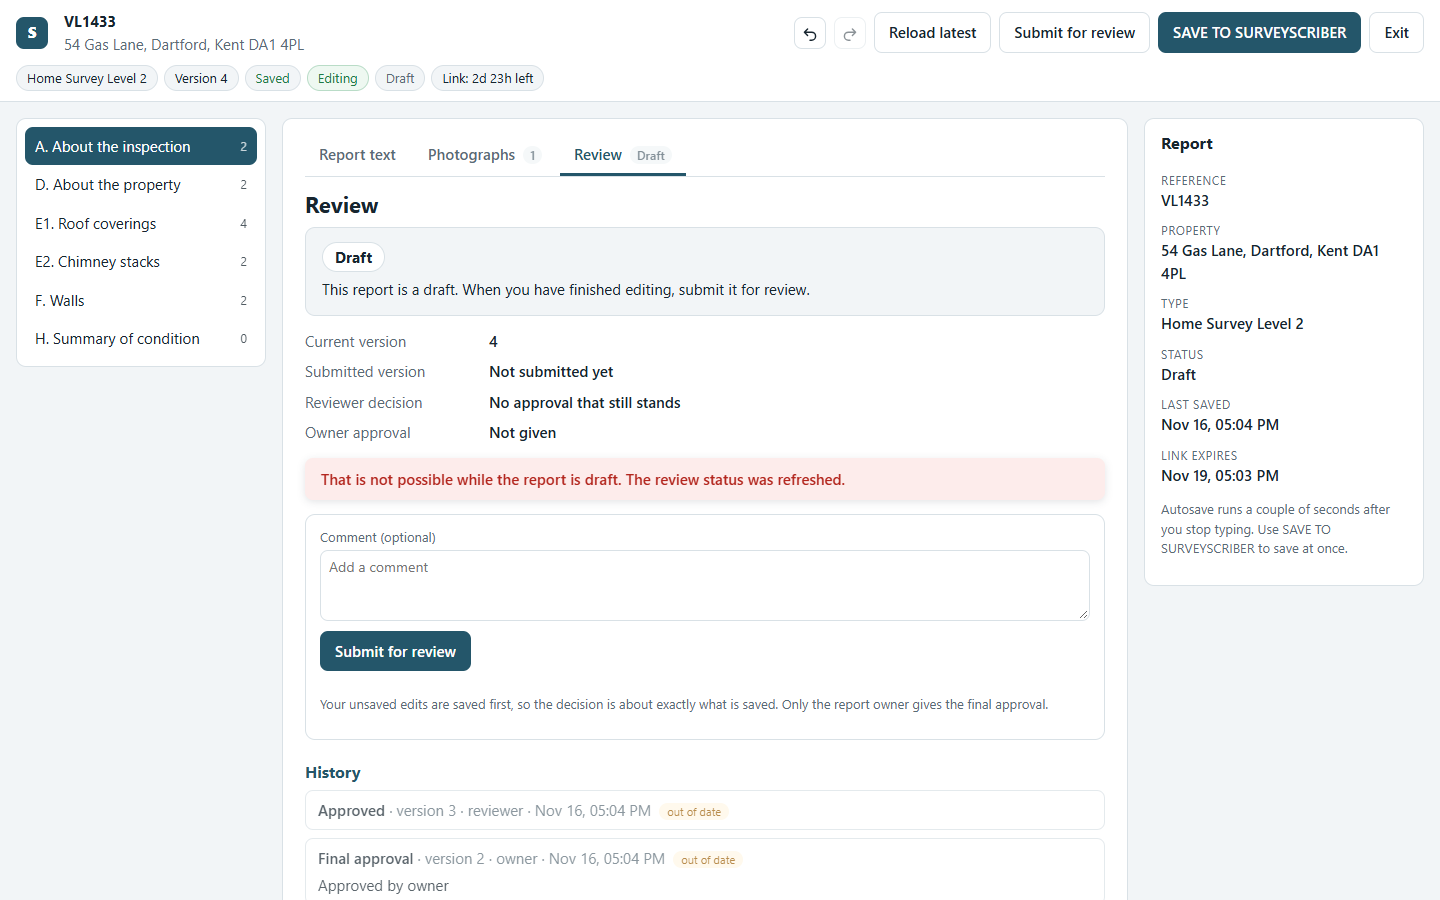 S
VL1433
54 Gas Lane, Dartford, Kent DA1 4PL
Reload latest
Submit for review
SAVE TO SURVEYSCRIBER
Exit
Home Survey Level 2
Version 4
Saved
Editing
Draft
Link: 2d 23h left
A. About the inspection 2
D. About the property 2
E1. Roof coverings 4
E2. Chimney stacks 2
F. Walls 2
H. Summary of condition 0
Report text
Photographs 1
Review Draft
Review
Draft
This report is a draft. When you have finished editing, submit it for review.
Current version 4
Submitted version Not submitted yet
Reviewer decision No approval that still stands
Owner approval Not given
That is not possible while the report is draft. The review status was refreshed.
Comment (optional)
Add a comment
Submit for review
Your unsaved edits are saved first, so the decision is about exactly what is saved. Only the report owner gives the final approval.
History
Approved · version 3 · reviewer · Nov 16, 05:04 PM out of date
Final approval · version 2 · owner · Nov 16, 05:04 PM out of date
Approved by owner
Report
REFERENCE
VL1433
PROPERTY
54 Gas Lane, Dartford, Kent DA1
4PL
TYPE
Home Survey Level 2
STATUS
Draft
LAST SAVED
Nov 16, 05:04 PM
LINK EXPIRES
Nov 19, 05:03 PM
Autosave runs a couple of seconds after
you stop typing. Use SAVE TO
SURVEYSCRIBER to save at once.